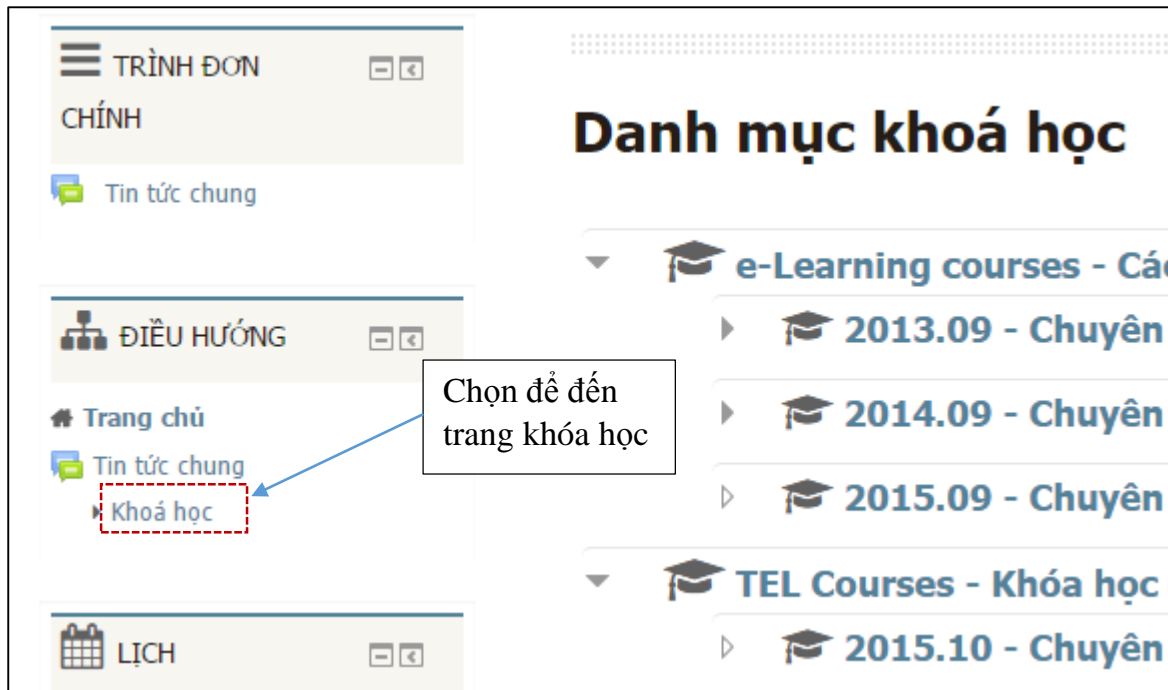 TRÌNH ĐƠN
CHÍNH
Tin tức chung
ĐIỀU HƯỚNG
Trang chủ
Tin tức chung
Khoá học
LỊCH
Chọn để đến
trang khóa học
Danh mục khoá học
e-Learning courses - Các
2013.09 - Chuyên
2014.09 - Chuyên
2015.09 - Chuyên
TEL Courses - Khóa học
2015.10 - Chuyên